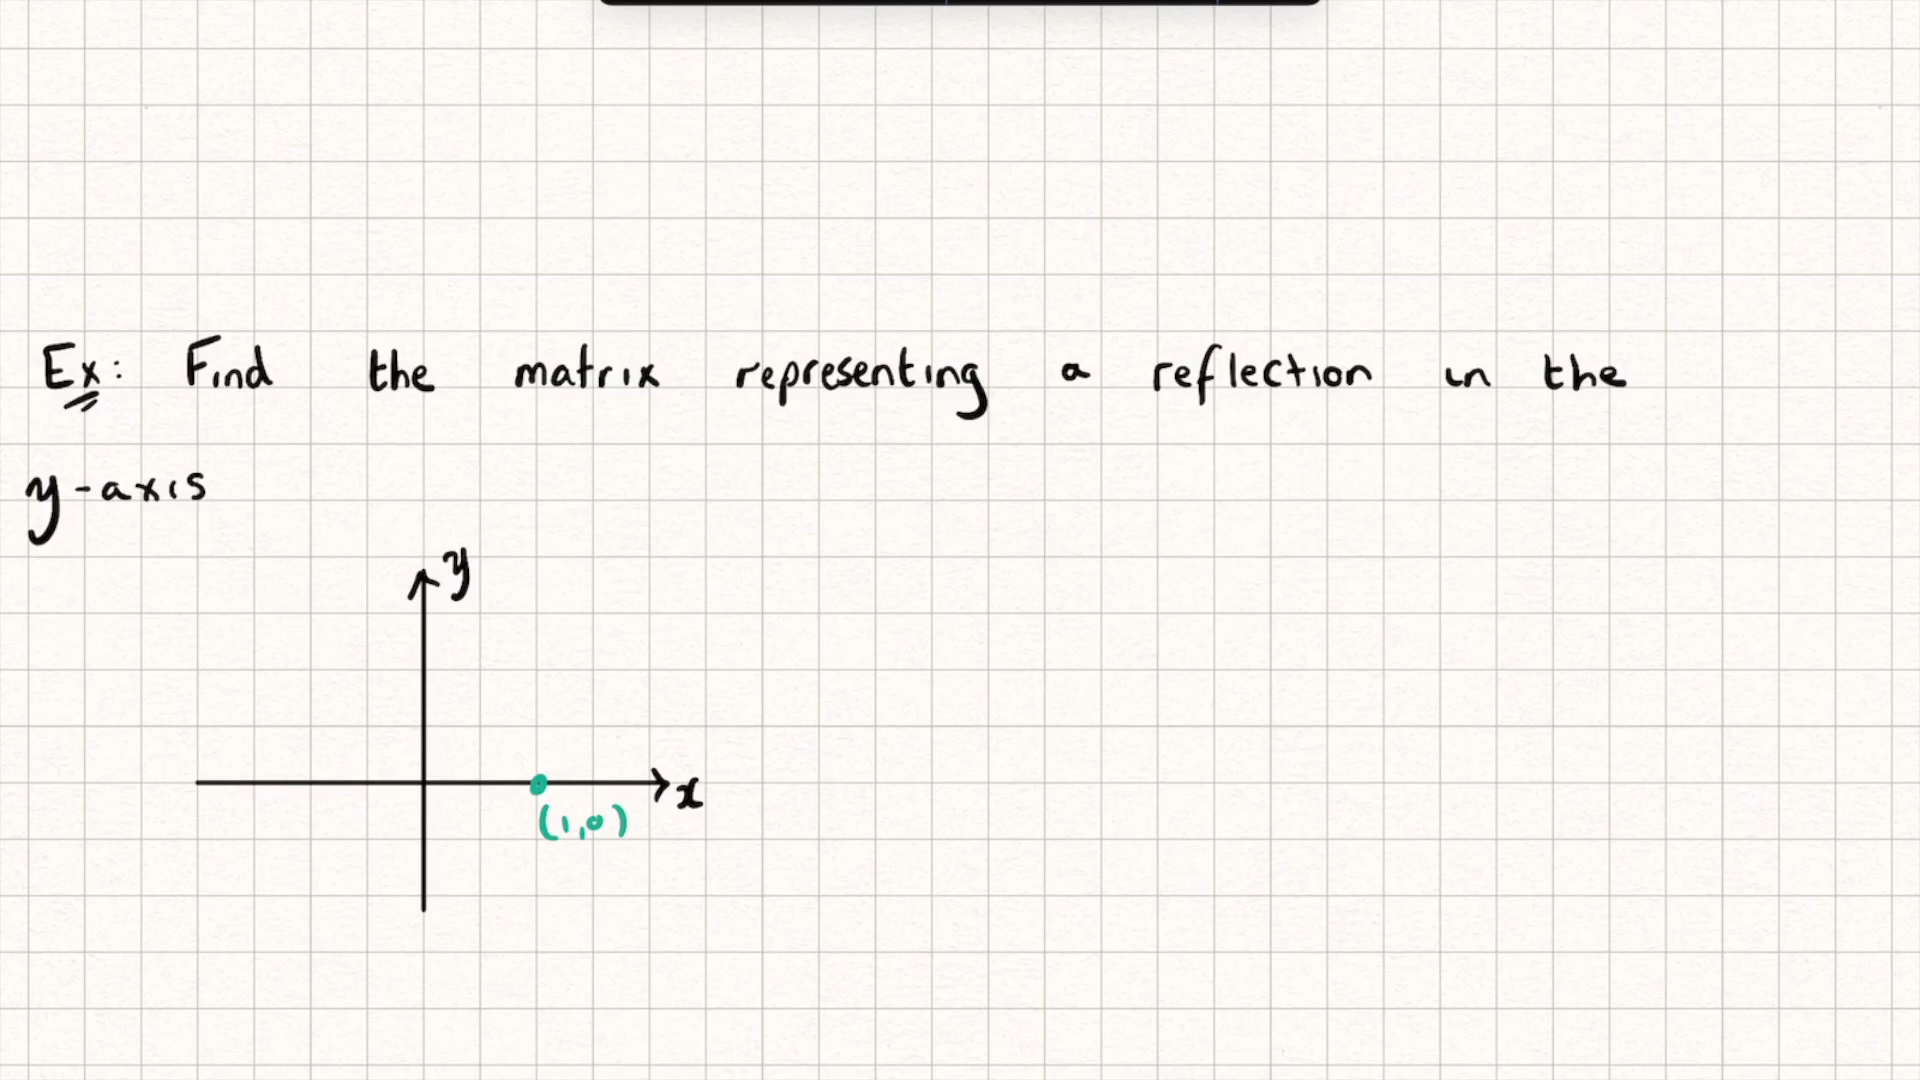 Ex: Find the matrix representing a reflection in the
y-axis
y
x
(1,0)